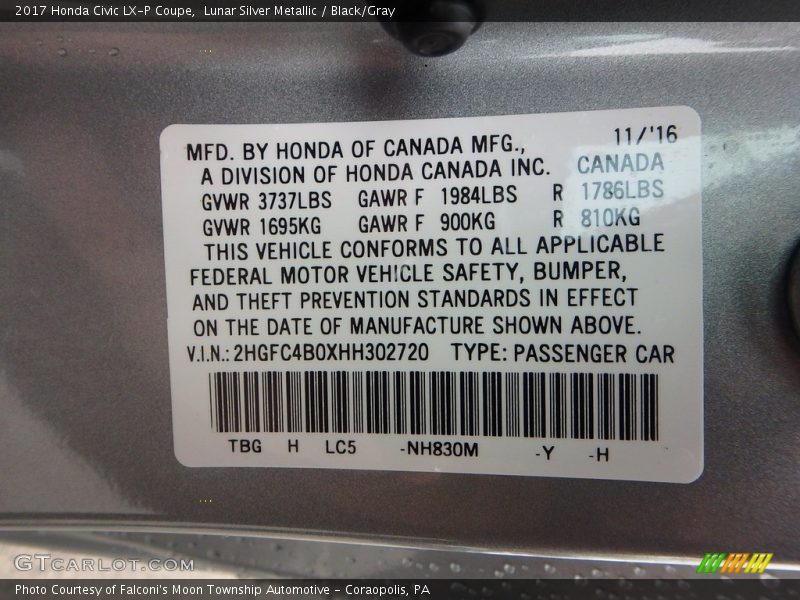 2017 Honda Civic LX-P Coupe,  Lunar Silver Metallic / Black/Gray
11/'16
MFD. BY HONDA OF CANADA MFG.,
A DIVISION OF HONDA CANADA INC. CANADA
GVWR 3737LBS GAWR F 1984LBS R 1786LBS
GVWR 1695KG GAWR F 900KG R 810KG
THIS VEHICLE CONFORMS TO ALL APPLICABLE
FEDERAL MOTOR VEHICLE SAFETY, BUMPER,
AND THEFT PREVENTION STANDARDS IN EFFECT
ON THE DATE OF MANUFACTURE SHOWN ABOVE.
V.I.N.: 2HGFC4B0XHH302720 TYPE: PASSENGER CAR
TBG H LC5 -NH830M -Y -H
GTCARLOT.COM
Photo Courtesy of Falconi's Moon Township Automotive – Coraopolis, PA